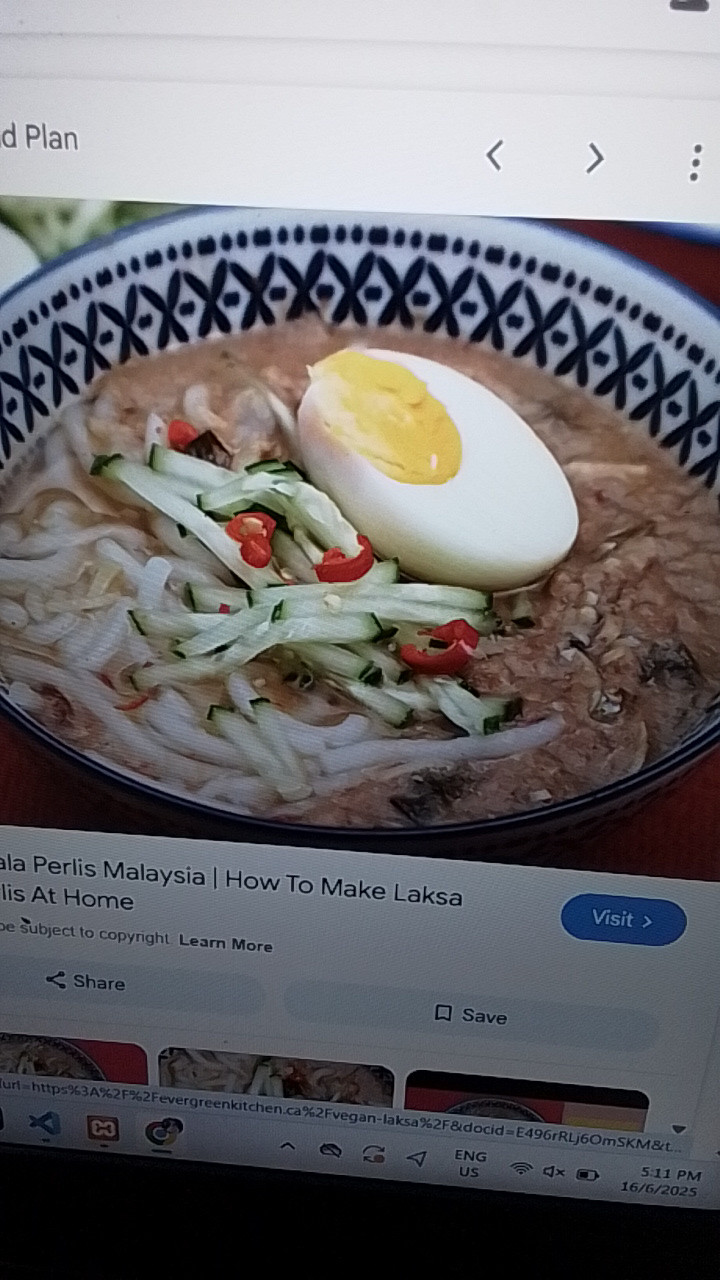 d Plan
ala Perlis Malaysia | How To Make Laksa
lis At Home
Visit >
be subject to copyright. Learn More
Share
Save
url=https%3A%2F%2Fevergreenkitchen.ca%2Fvegan-laksa%2F&docid=E496rRLj6OmSKM&t...
ENG
US
5:11 PM
16/6/2025